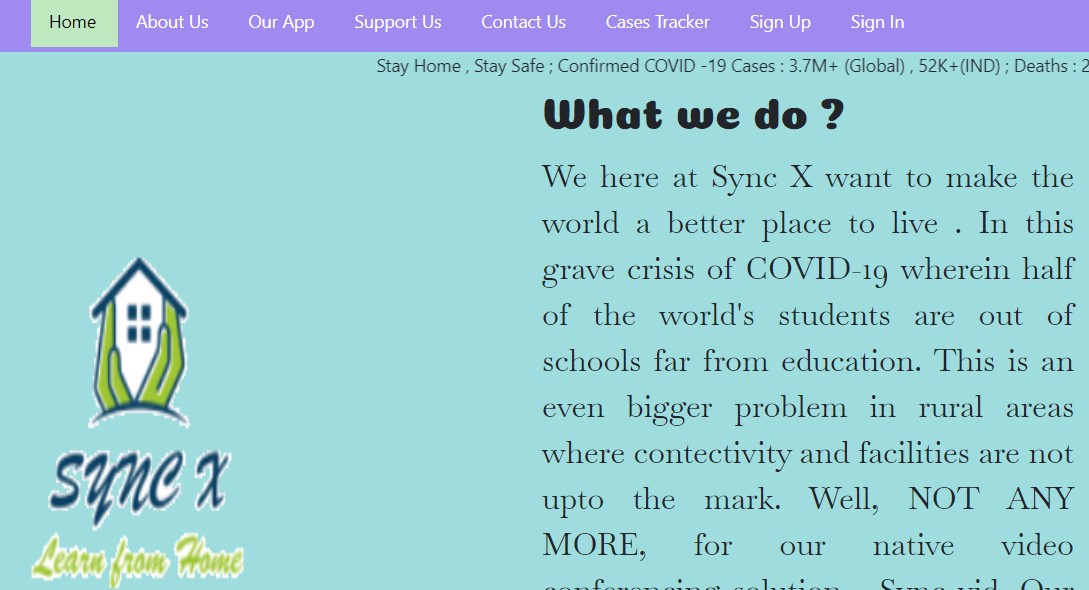 Home About Us Our App Support Us Contact Us Cases Tracker Sign Up Sign In
Stay Home , Stay Safe ; Confirmed COVID -19 Cases : 3.7M+ (Global) , 52K+(IND) ; Deaths : 2
What we do ?
We here at Sync X want to make the
world a better place to live . In this
grave crisis of COVID-19 wherein half
of the world's students are out of
schools far from education. This is an
even bigger problem in rural areas
where contectivity and facilities are not
upto the mark. Well, NOT ANY
MORE, for our native video
conferencing solution - Sync-vid. Our
SYNC X
Learn from Home